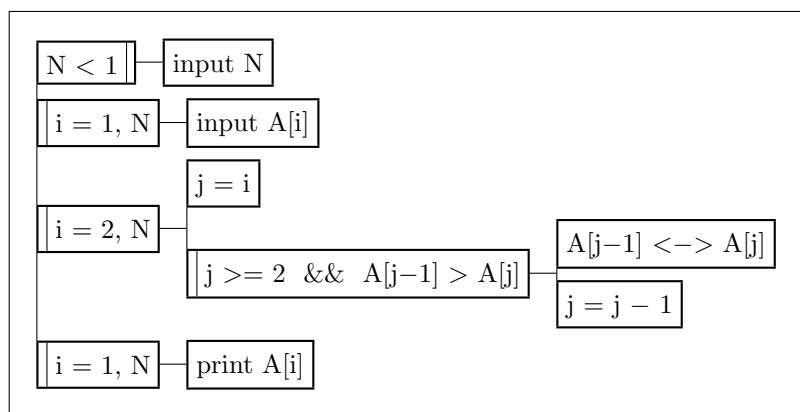 N < 1
input N
i = 1, N
input A[i]
j = i
i = 2, N
j >= 2 && A[j−1] > A[j]
A[j−1] <−> A[j]
j = j − 1
i = 1, N
print A[i]